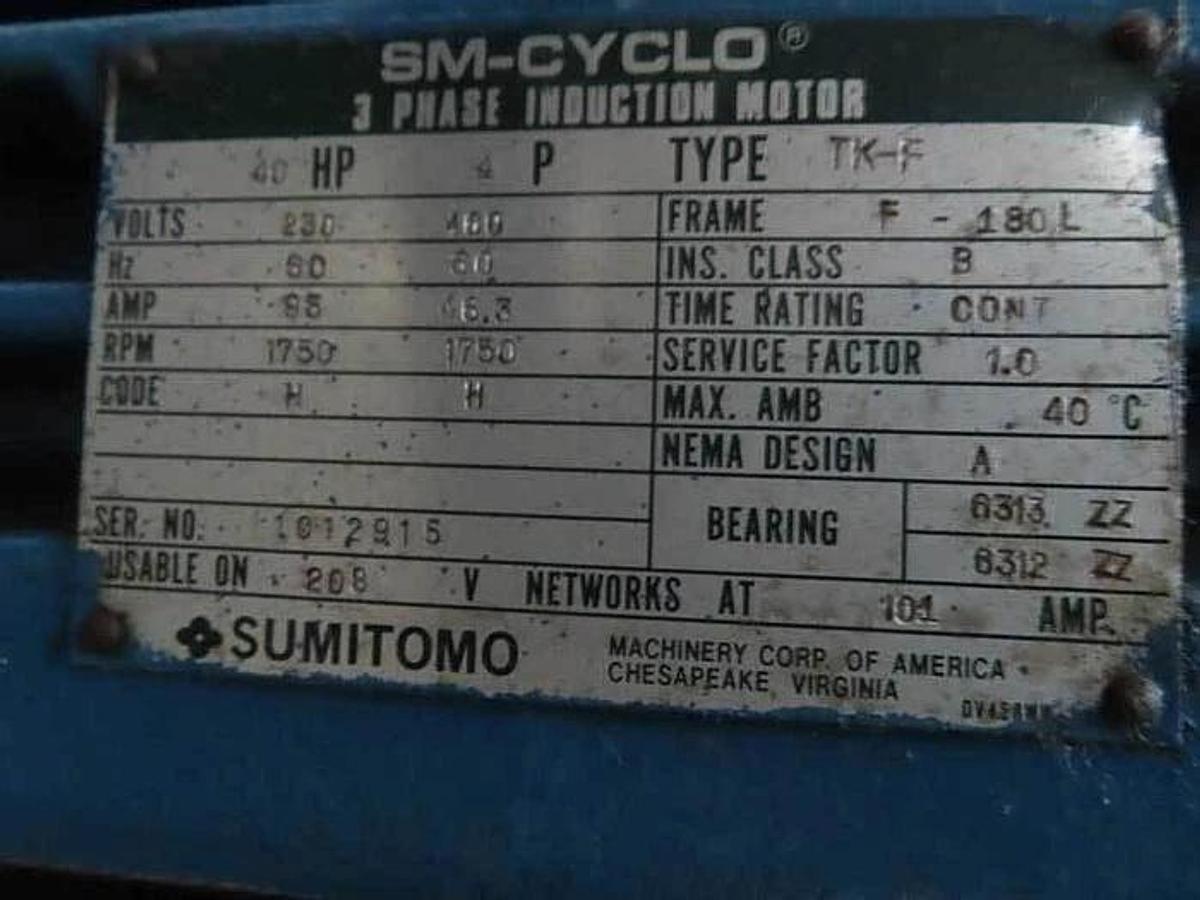 SM-CYCLO®
3 PHASE INDUCTION MOTOR
40 HP 4 P TYPE TK-F
VOLTS 230 460 FRAME F - 180L
Hz 60 60 INS. CLASS B
AMP 95 46.3 TIME RATING CONT
RPM 1750 1750 SERVICE FACTOR 1.0
CODE H H MAX. AMB 40 °C
NEMA DESIGN A
BEARING 6313 ZZ
6312 ZZ
SER. NO. 1012915
USABLE ON 208 V NETWORKS AT 101 AMP.
SUMITOMO MACHINERY CORP. OF AMERICA
CHESAPEAKE, VIRGINIA